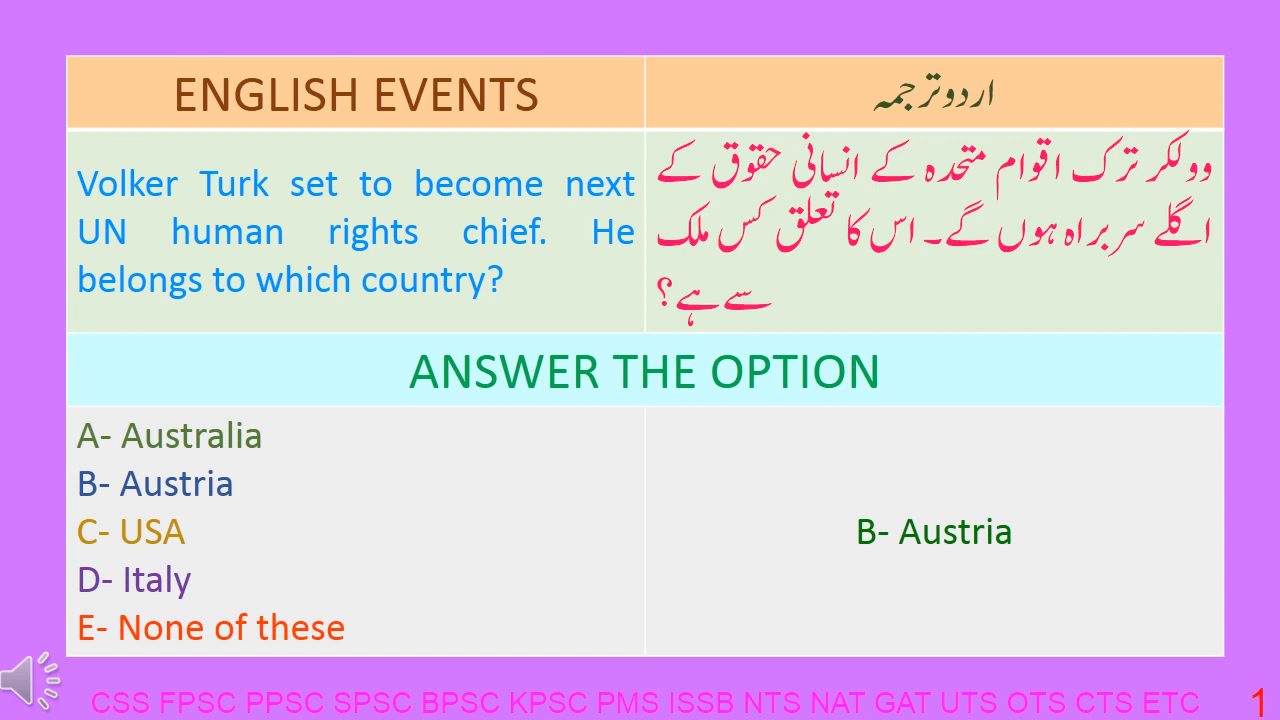 ENGLISH EVENTS
اردو ترجمہ
Volker Turk set to become next
UN human rights chief. He
belongs to which country?
وولکر ترک اقوام متحدہ کے انسانی حقوق کے
اگلے سربراہ ہوں گے۔ اس کا تعلق کس ملک
سے ہے؟
ANSWER THE OPTION
A- Australia
B- Austria
C- USA
D- Italy
E- None of these
B- Austria
CSS FPSC PPSC SPSC BPSC KPSC PMS ISSB NTS NAT GAT UTS OTS CTS ETC
1